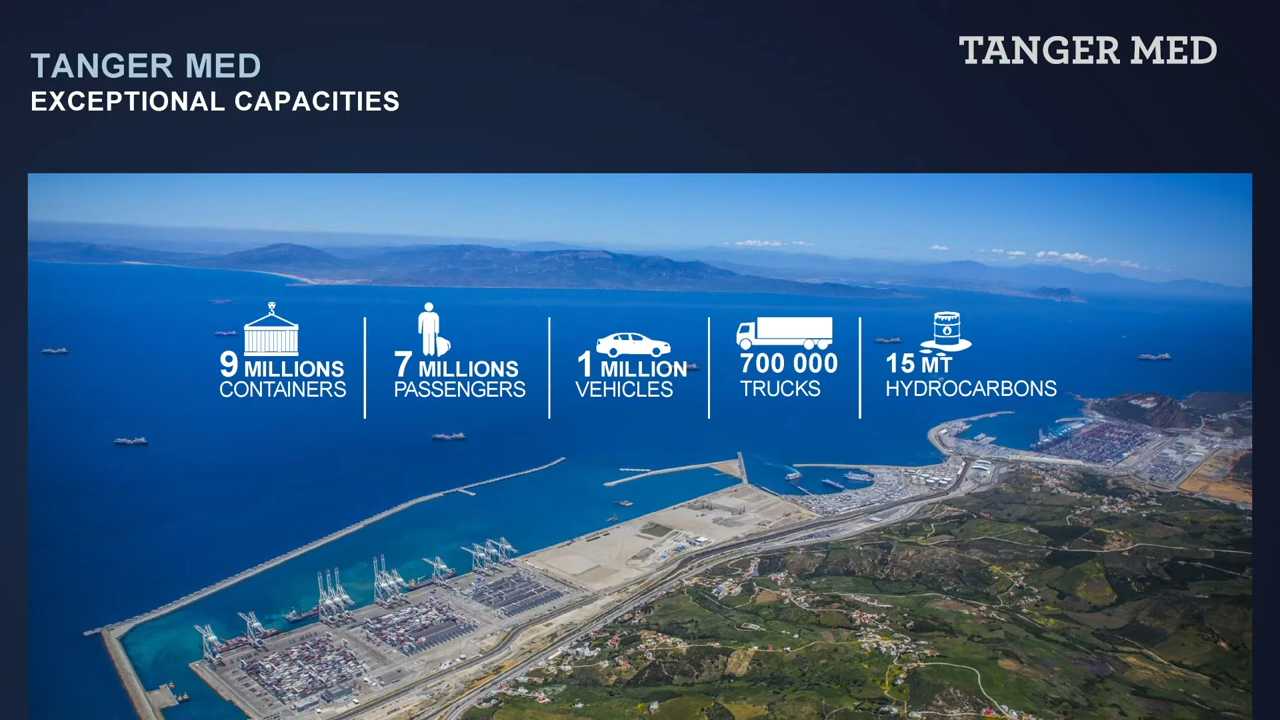 TANGER MED
EXCEPTIONAL CAPACITIES
TANGER MED
9 MILLIONS
CONTAINERS
7 MILLIONS
PASSENGERS
1 MILLION
VEHICLES
700 000
TRUCKS
15 MT
HYDROCARBONS